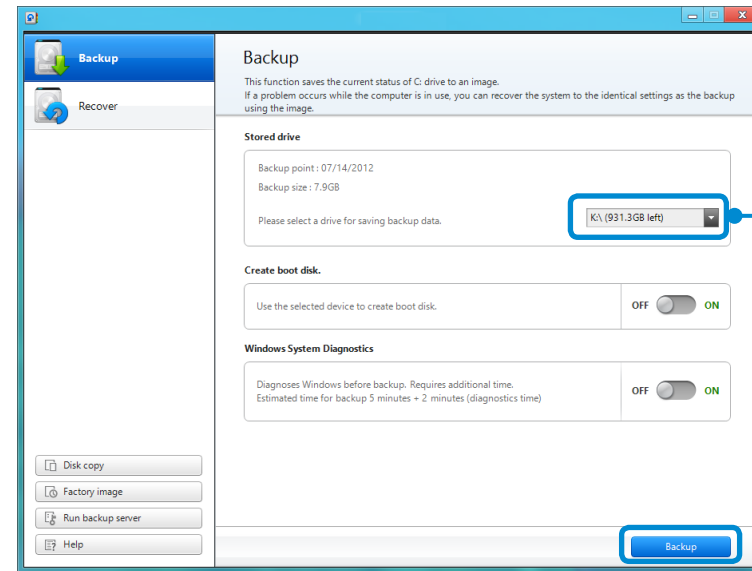 Backup
Recover
Disk copy
Factory image
Run backup server
Help
Backup
This function saves the current status of C: drive to an image.
If a problem occurs while the computer is in use, you can recover the system to the identical settings as the backup
using the image.
Stored drive
Backup point : 07/14/2012
Backup size : 7.9GB
Please select a drive for saving backup data.
K:\ (931.3GB left)
Create boot disk.
Use the selected device to create boot disk.
OFF ON
Windows System Diagnostics
Diagnoses Windows before backup. Requires additional time.
Estimated time for backup 5 minutes + 2 minutes (diagnostics time)
OFF ON
Backup